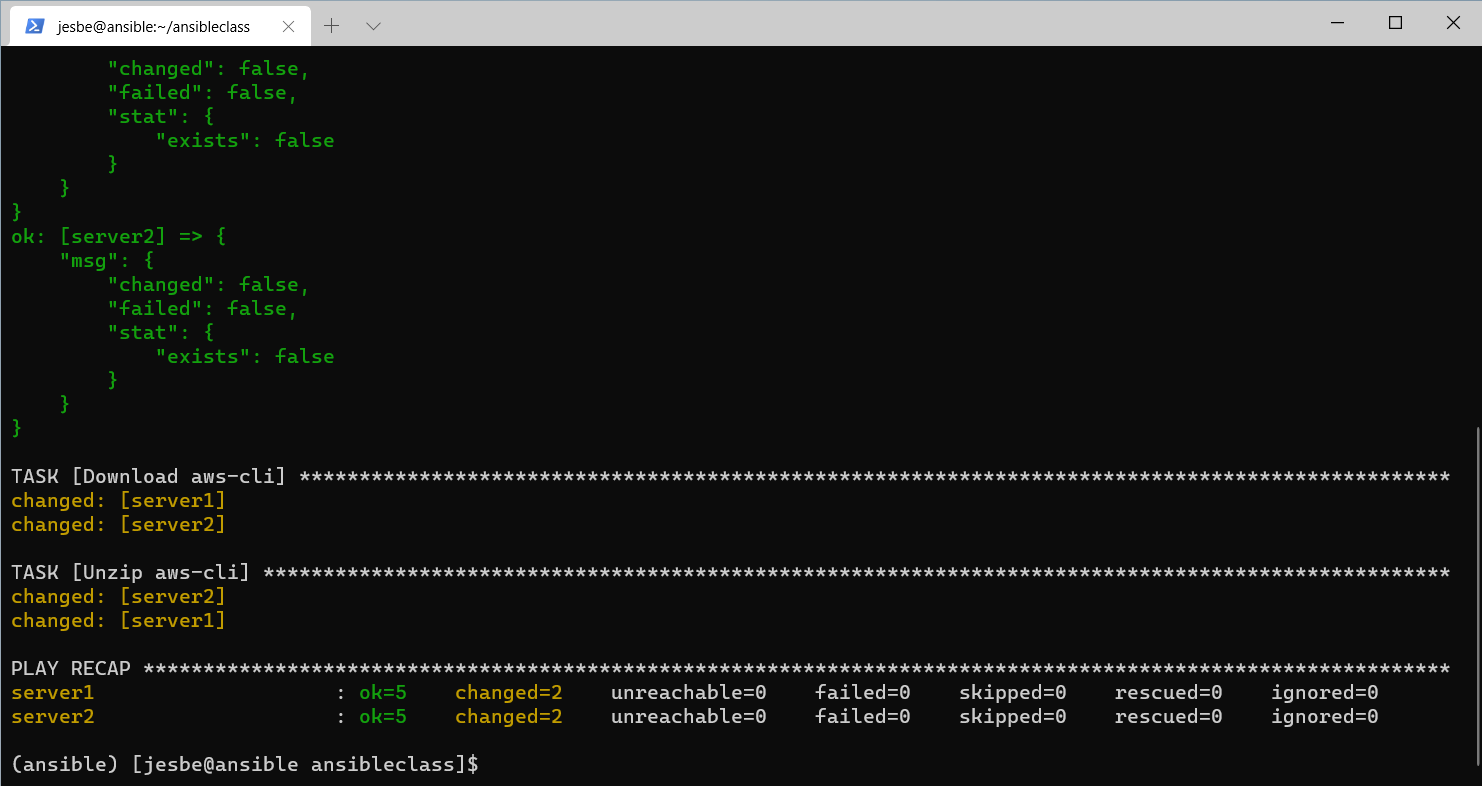 jesbe@ansible:~/ansibleclass
        "changed": false,
        "failed": false,
        "stat": {
            "exists": false
        }
    }
}
ok: [server2] => {
    "msg": {
        "changed": false,
        "failed": false,
        "stat": {
            "exists": false
        }
    }
}
TASK [Download aws-cli] ************************************************************************************************
changed: [server1]
changed: [server2]
TASK [Unzip aws-cli] ***************************************************************************************************
changed: [server2]
changed: [server1]
PLAY RECAP *************************************************************************************************************
server1                    : ok=5    changed=2    unreachable=0    failed=0    skipped=0    rescued=0    ignored=0
server2                    : ok=5    changed=2    unreachable=0    failed=0    skipped=0    rescued=0    ignored=0
(ansible) [jesbe@ansible ansibleclass]$